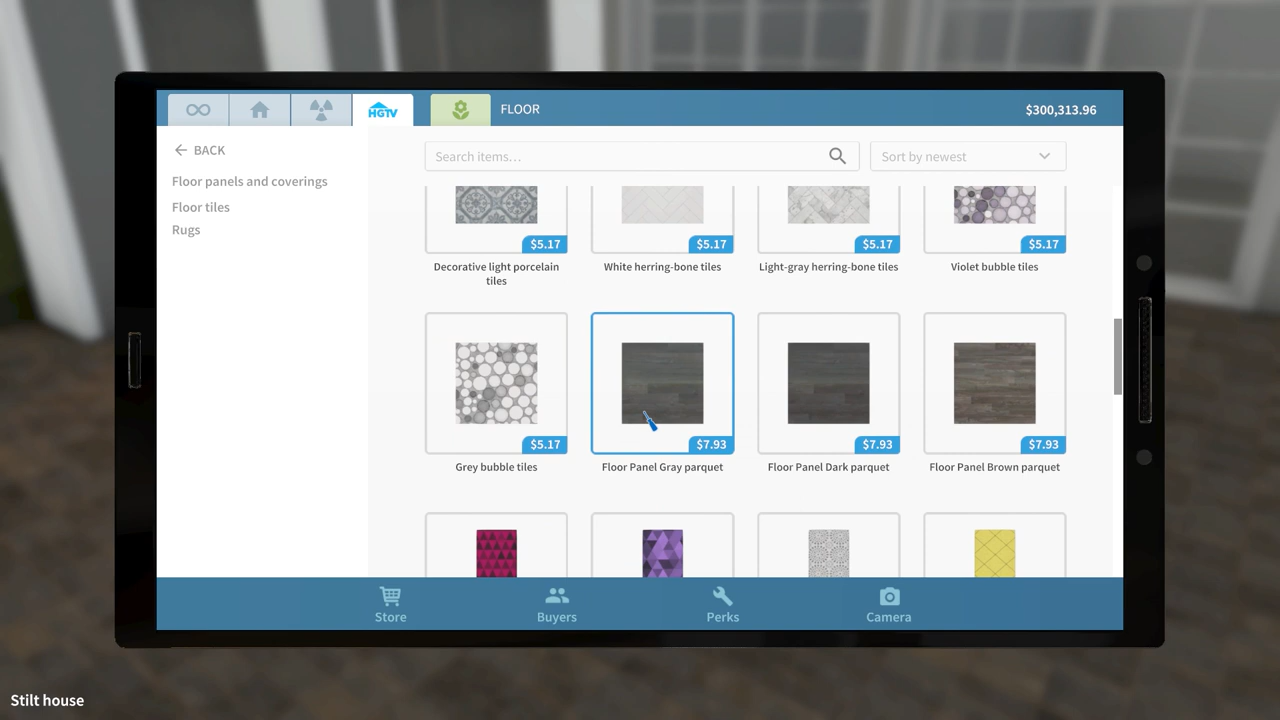 HGTV
FLOOR
$300,313.96
BACK
Search items...
Sort by newest
Floor panels and coverings
Floor tiles
Rugs
$5.17
$5.17
$5.17
$5.17
Decorative light porcelain
tiles
White herring-bone tiles
Light-gray herring-bone tiles
Violet bubble tiles
$5.17
$7.93
$7.93
$7.93
Grey bubble tiles
Floor Panel Gray parquet
Floor Panel Dark parquet
Floor Panel Brown parquet
Store
Buyers
Perks
Camera
Stilt house